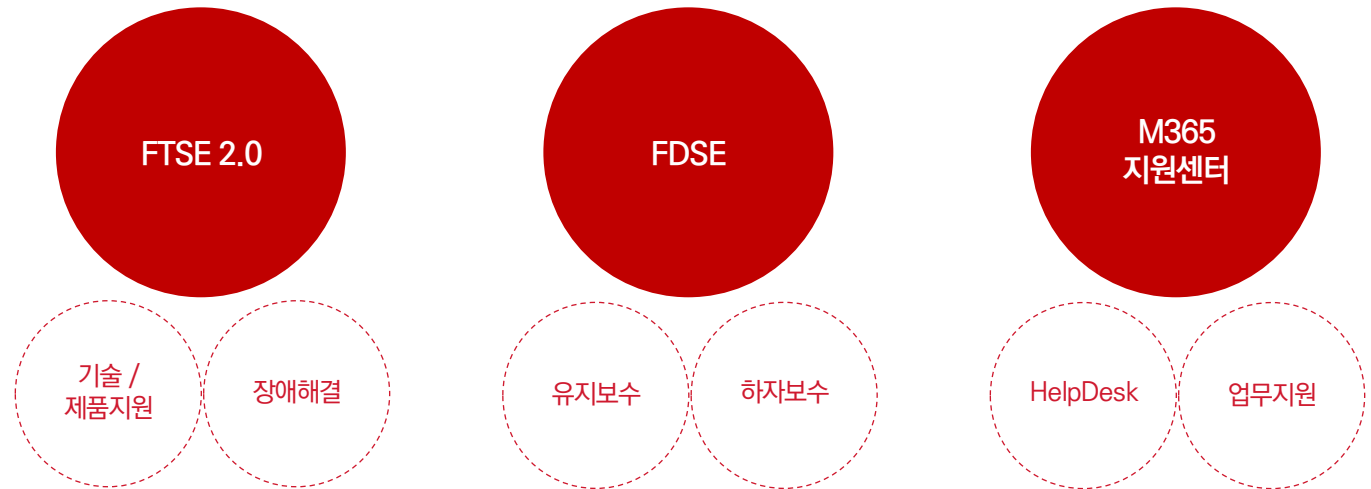 FTSE 2.0
FDSE
M365
지원센터
기술 /
제품지원
장애해결
유지보수
하자보수
HelpDesk
업무지원